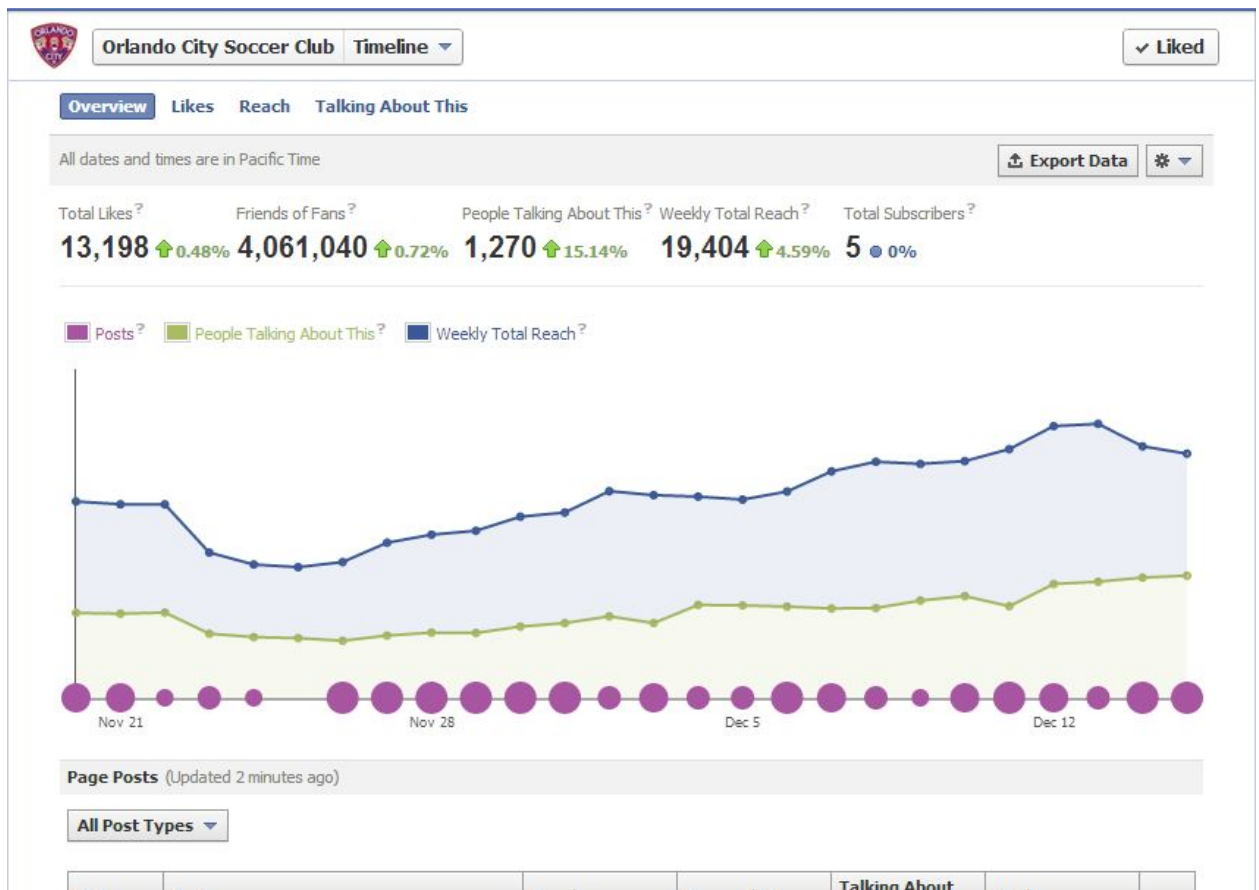 ORLANDO
CITY
Orlando City Soccer Club Timeline
Liked
Overview Likes Reach Talking About This
All dates and times are in Pacific Time
Export Data
Total Likes? Friends of Fans? People Talking About This? Weekly Total Reach? Total Subscribers?
13,198 0.48% 4,061,040 0.72% 1,270 15.14% 19,404 4.59% 5 0%
Posts? People Talking About This? Weekly Total Reach?
Nov 21 Nov 28 Dec 5 Dec 12
Page Posts (Updated 2 minutes ago)
All Post Types
Talking About